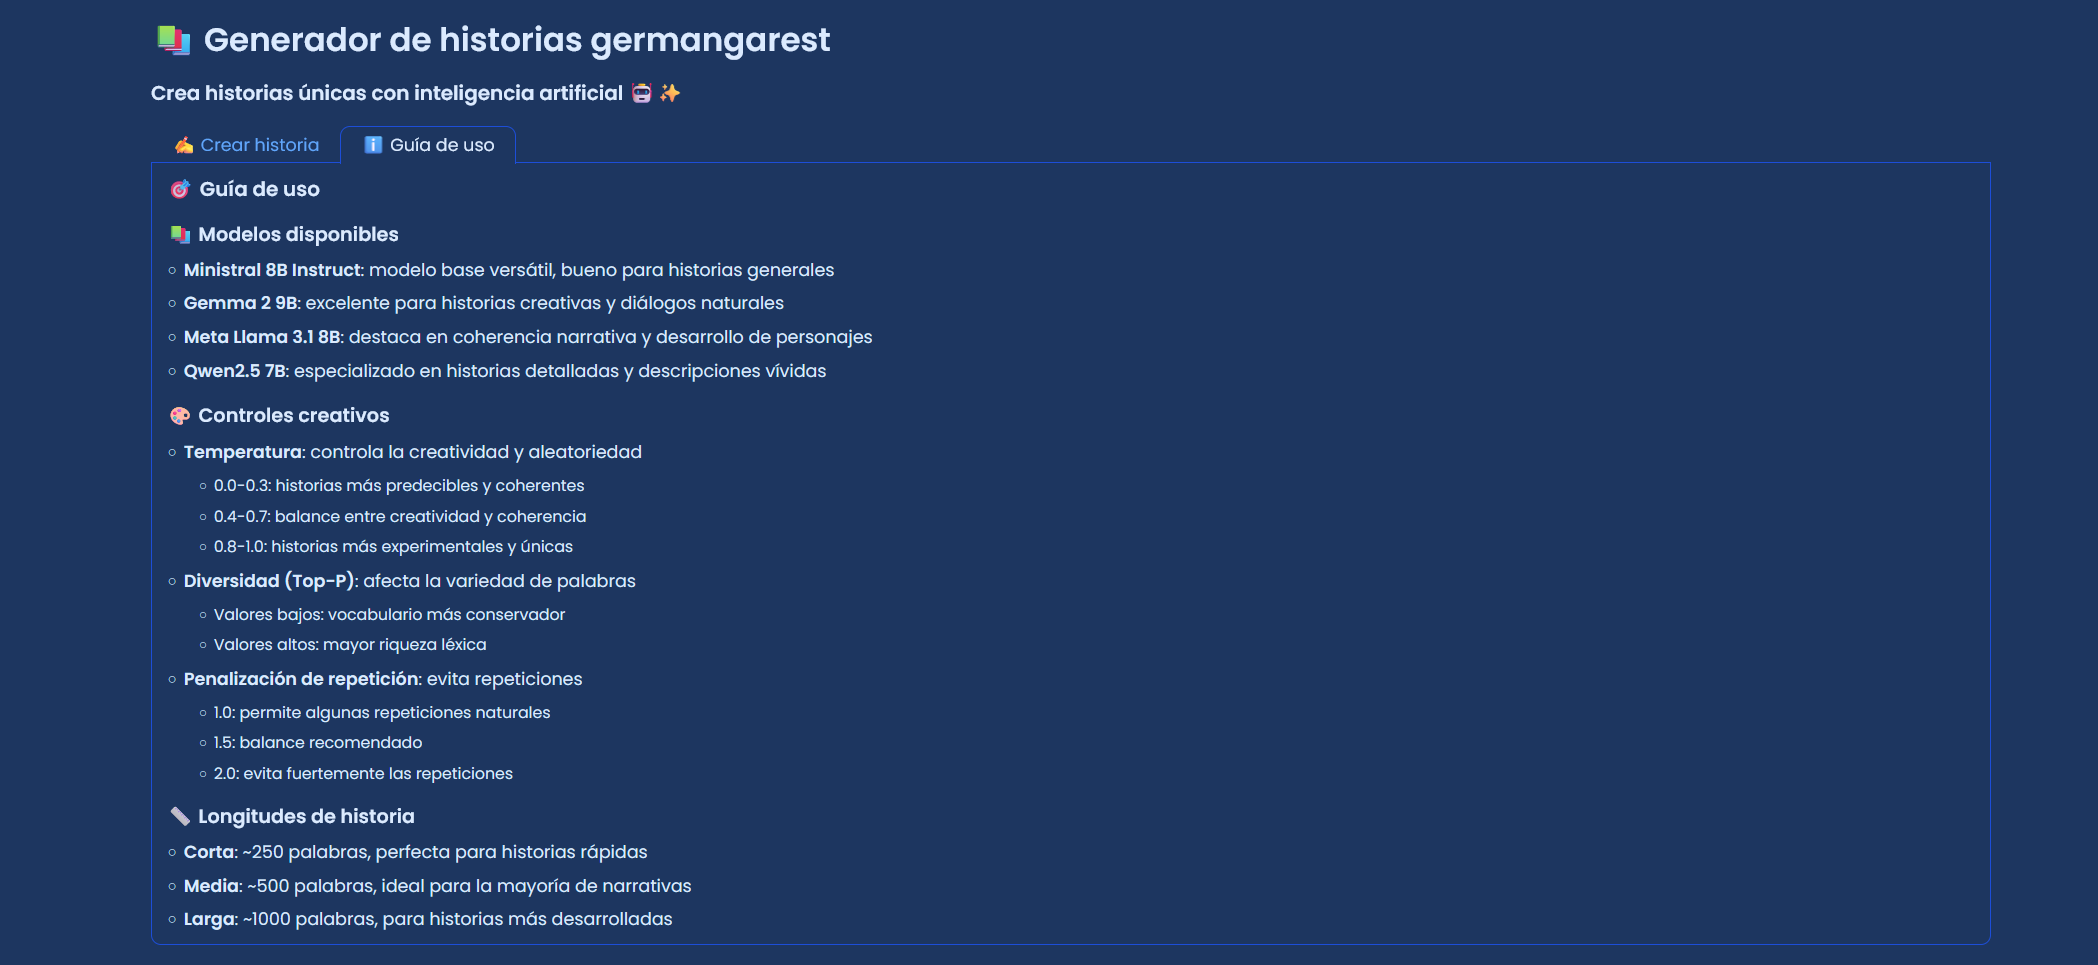 Generador de historias germangarest
Crea historias únicas con inteligencia artificial
Crear historia
Guía de uso
Guía de uso
Modelos disponibles
Ministral 8B Instruct: modelo base versátil, bueno para historias generales
Gemma 2 9B: excelente para historias creativas y diálogos naturales
Meta Llama 3.1 8B: destaca en coherencia narrativa y desarrollo de personajes
Qwen2.5 7B: especializado en historias detalladas y descripciones vívidas
Controles creativos
Temperatura: controla la creatividad y aleatoriedad
0.0-0.3: historias más predecibles y coherentes
0.4-0.7: balance entre creatividad y coherencia
0.8-1.0: historias más experimentales y únicas
Diversidad (Top-P): afecta la variedad de palabras
Valores bajos: vocabulario más conservador
Valores altos: mayor riqueza léxica
Penalización de repetición: evita repeticiones
1.0: permite algunas repeticiones naturales
1.5: balance recomendado
2.0: evita fuertemente las repeticiones
Longitudes de historia
Corta: ~250 palabras, perfecta para historias rápidas
Media: ~500 palabras, ideal para la mayoría de narrativas
Larga: ~1000 palabras, para historias más desarrolladas